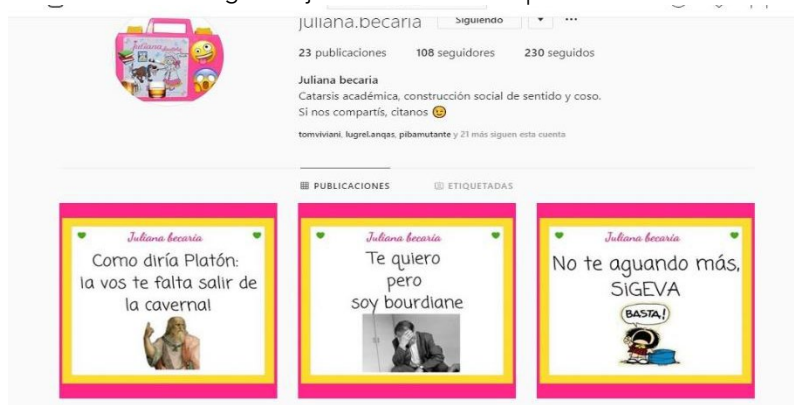 juliana.becaria Siguiendo
23 publicaciones 108 seguidores 230 seguidos
Juliana becaria
Catarsis académica, construcción social de sentido y coso.
Si nos compartís, citanos 😉
tomviviani, lugrel.anqas, pibamutante y 21 más siguen esta cuenta
PUBLICACIONES ETIQUETADAS
Juliana becaria
Como diría Platón:
¡a vos te falta salir de
la caverna!
Juliana becaria
Te quiero
pero
soy bourdiane
Juliana becaria
No te aguando más,
SiGEVA
¡BASTA!